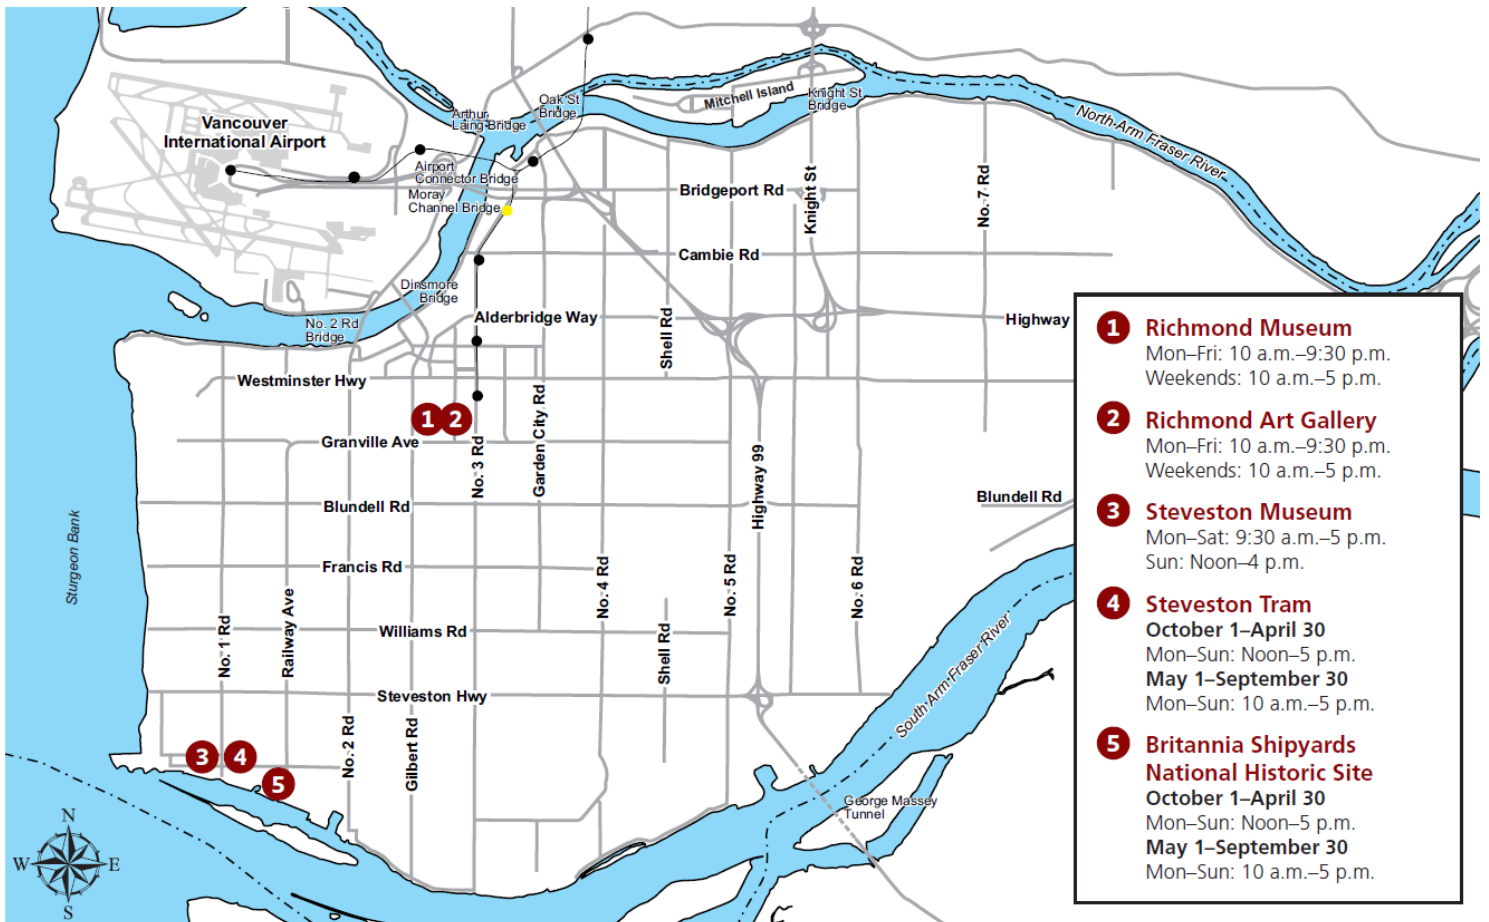 Vancouver
International Airport
Arthur
Laing Bridge
Oak St
Bridge
Mitchell Island
Knight St
Bridge
North Arm Fraser River
Airport
Connector Bridge
Moray
Channel Bridge
Bridgeport Rd
Knight St
No. 7 Rd
Cambie Rd
Dinsmore
Bridge
No. 2 Rd
Bridge
Alderbridge Way
Shell Rd
Highway
Westminster Hwy
1
2
Granville Ave
No. 3 Rd
Garden City Rd
Highway 99
Blundell Rd
Blundell Rd
Sturgeon Bank
Francis Rd
No. 4 Rd
No. 5 Rd
No. 6 Rd
No. 1 Rd
Railway Ave
Williams Rd
Shell Rd
South Arm Fraser River
Steveston Hwy
No. 2 Rd
Gilbert Rd
3
4
5
George Massey
Tunnel
N
W
E
S
1 Richmond Museum
Mon–Fri: 10 a.m.–9:30 p.m.
Weekends: 10 a.m.–5 p.m.
2 Richmond Art Gallery
Mon–Fri: 10 a.m.–9:30 p.m.
Weekends: 10 a.m.–5 p.m.
3 Steveston Museum
Mon–Sat: 9:30 a.m.–5 p.m.
Sun: Noon–4 p.m.
4 Steveston Tram
October 1–April 30
Mon–Sun: Noon–5 p.m.
May 1–September 30
Mon–Sun: 10 a.m.–5 p.m.
5 Britannia Shipyards
National Historic Site
October 1–April 30
Mon–Sun: Noon–5 p.m.
May 1–September 30
Mon–Sun: 10 a.m.–5 p.m.